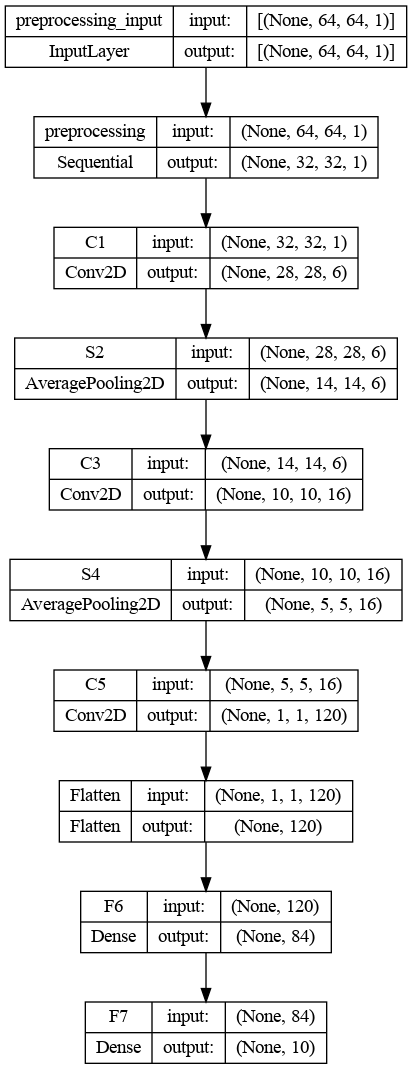 preprocessing_input input: [(None, 64, 64, 1)]
InputLayer output: [(None, 64, 64, 1)]
preprocessing input: (None, 64, 64, 1)
Sequential output: (None, 32, 32, 1)
C1 input: (None, 32, 32, 1)
Conv2D output: (None, 28, 28, 6)
S2 input: (None, 28, 28, 6)
AveragePooling2D output: (None, 14, 14, 6)
C3 input: (None, 14, 14, 6)
Conv2D output: (None, 10, 10, 16)
S4 input: (None, 10, 10, 16)
AveragePooling2D output: (None, 5, 5, 16)
C5 input: (None, 5, 5, 16)
Conv2D output: (None, 1, 1, 120)
Flatten input: (None, 1, 1, 120)
Flatten output: (None, 120)
F6 input: (None, 120)
Dense output: (None, 84)
F7 input: (None, 84)
Dense output: (None, 10)